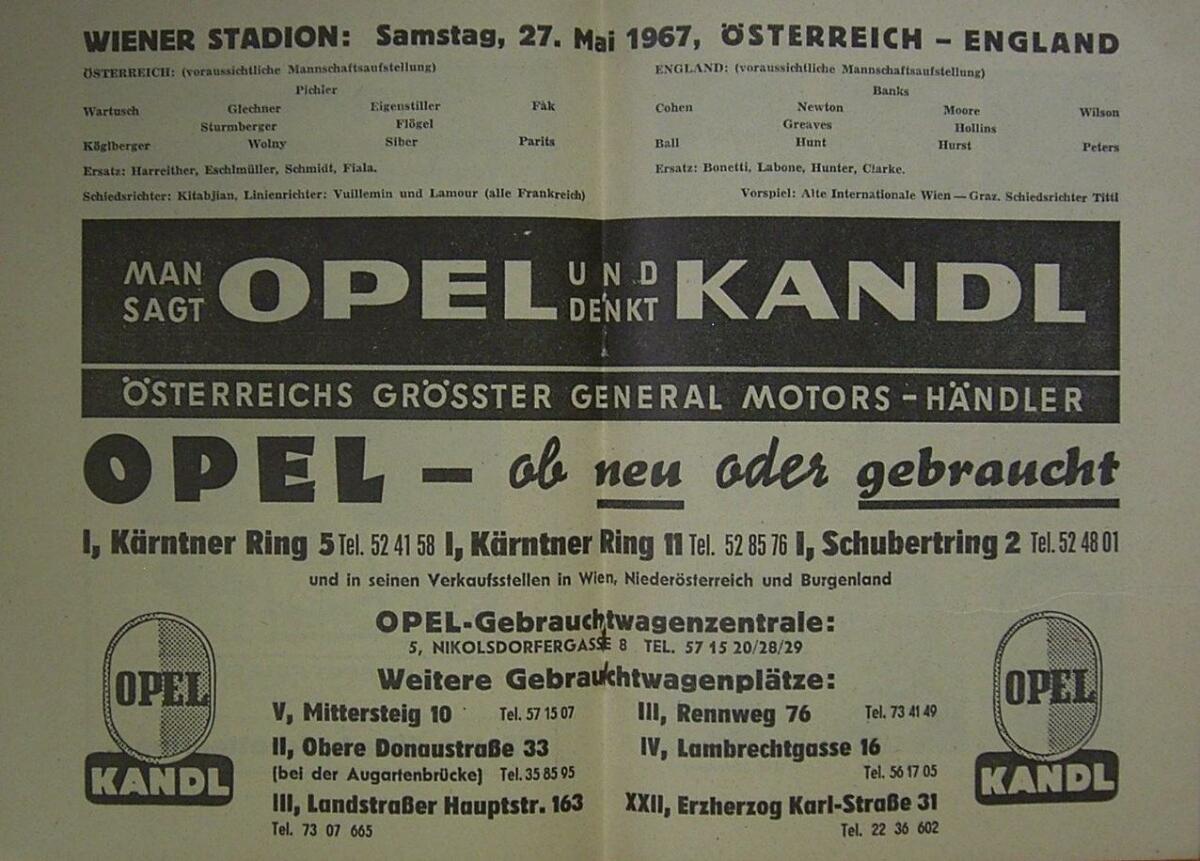 WIENER STADION: Samstag, 27. Mai 1967, ÖSTERREICH – ENGLAND
ÖSTERREICH: (voraussichtliche Mannschaftsaufstellung)
Pichler
Wartusch Glechner Eigenstiller Fak
Sturmberger Flögel
Köglberger Wolny Siber Parits
Ersatz: Harreither, Eschlmüller, Schmidt, Fiala.
Schiedsrichter: Kitabjian, Linienrichter: Vuillemin und Lamour (alle Frankreich)
ENGLAND: (voraussichtliche Mannschaftsaufstellung)
Banks
Cohen Newton Moore Wilson
Greaves Hollins
Ball Hunt Hurst Peters
Ersatz: Bonetti, Labone, Hunter, Clarke.
Vorspiel: Alte Internationale Wien — Graz. Schiedsrichter Tittl
MAN SAGT OPEL UND DENKT KANDL
ÖSTERREICHS GRÖSSTER GENERAL MOTORS - HÄNDLER
OPEL – ob neu oder gebraucht
I, Kärntner Ring 5 Tel. 52 41 58 I, Kärntner Ring 11 Tel. 52 85 76 I, Schubertring 2 Tel. 52 48 01
und in seinen Verkaufsstellen in Wien, Niederösterreich und Burgenland
OPEL-Gebrauchtwagenzentrale:
5, NIKOLSDORFERGASSE 8 TEL. 57 15 20/28/29
Weitere Gebrauchtwagenplätze:
V, Mittersteig 10 Tel. 57 15 07
II, Obere Donaustraße 33
(bei der Augartenbrücke) Tel. 35 85 95
III, Landstraßer Hauptstr. 163
Tel. 73 07 665
III, Rennweg 76 Tel. 73 41 49
IV, Lambrechtgasse 16
Tel. 56 17 05
XXII, Erzherzog Karl-Straße 31
Tel. 22 36 602
OPEL
KANDL
OPEL
KANDL